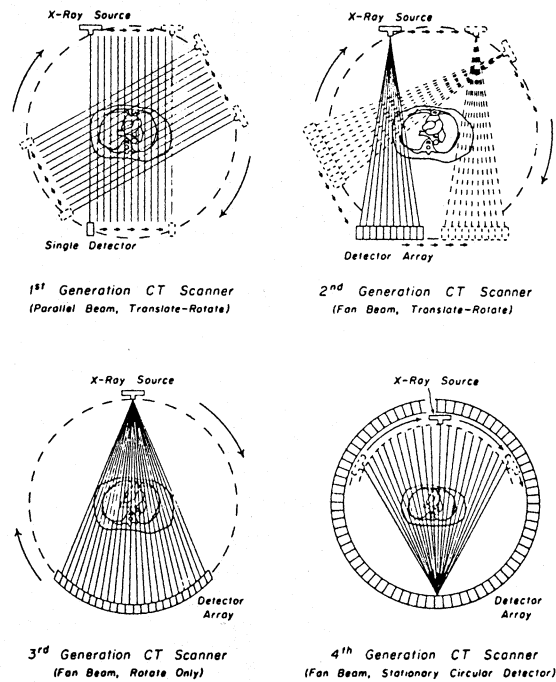 X-Ray Source
Single Detector
1st Generation CT Scanner
(Parallel Beam, Translate-Rotate)
X-Ray Source
Detector Array
2nd Generation CT Scanner
(Fan Beam, Translate-Rotate)
X-Ray Source
Detector
Array
3rd Generation CT Scanner
(Fan Beam, Rotate Only)
X-Ray Source
Detector
Array
4th Generation CT Scanner
(Fan Beam, Stationary Circular Detector)